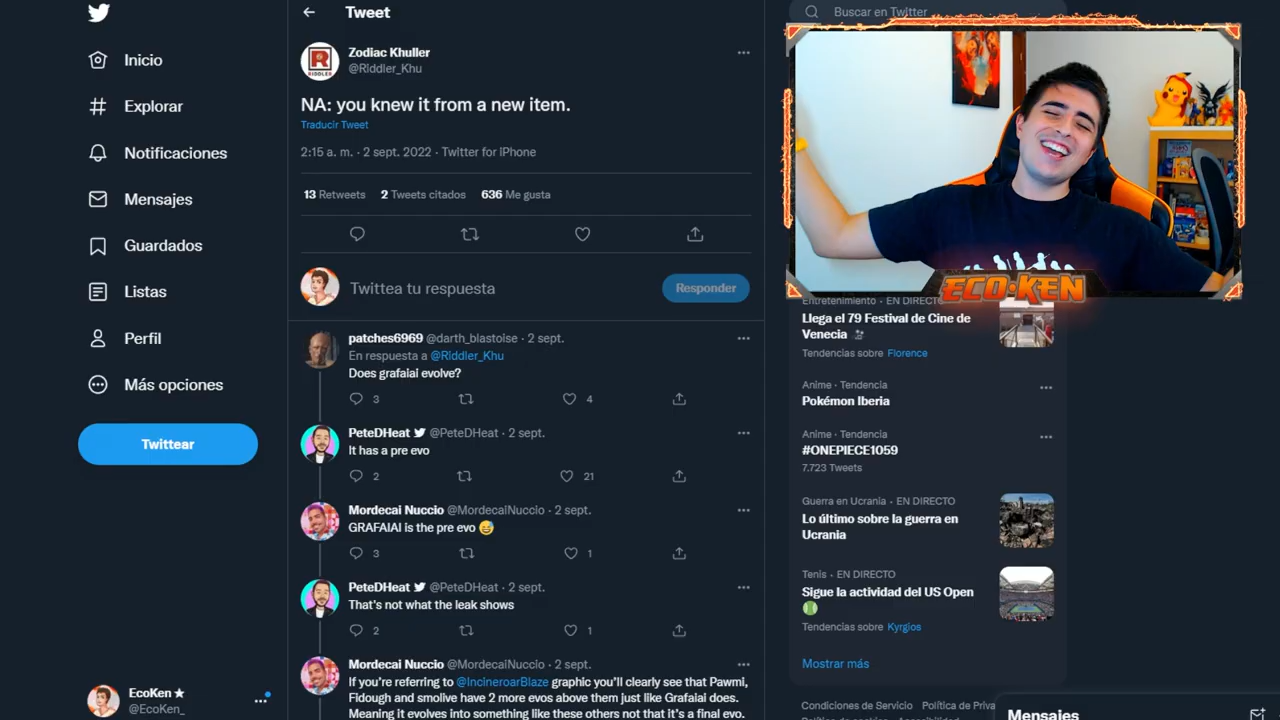 Tweet
Buscar en Twitter
Inicio
Explorar
Notificaciones
Mensajes
Guardados
Listas
Perfil
Más opciones
Twittear
EcoKen ★
@EcoKen_
RIDDLER
Zodiac Khuller
@Riddler_Khu
NA: you knew it from a new item.
Traducir Tweet
2:15 a. m. · 2 sept. 2022 · Twitter for iPhone
13 Retweets 2 Tweets citados 636 Me gusta
Twittea tu respuesta
Responder
patches6969 @darth_blastoise · 2 sept.
En respuesta a @Riddler_Khu
Does grafaiai evolve?
3 4
PeteDHeat @PeteDHeat · 2 sept.
It has a pre evo
2 21
Mordecai Nuccio @MordecaiNuccio · 2 sept.
GRAFAIAI is the pre evo 😅
3 1
PeteDHeat @PeteDHeat · 2 sept.
That's not what the leak shows
2 1
Mordecai Nuccio @MordecaiNuccio · 2 sept.
If you're referring to @IncineroarBlaze graphic you'll clearly see that Pawmi,
Fidough and smolive have 2 more evos above them just like Grafaiai does.
Meaning it evolves into something like these others not that it's a final evo.
ECO·KEN
Entretenimiento · EN DIRECTO
Llega el 79 Festival de Cine de
Venecia
Tendencias sobre Florence
Anime · Tendencia
Pokémon Iberia
Anime · Tendencia
#ONEPIECE1059
7.723 Tweets
Guerra en Ucrania · EN DIRECTO
Lo último sobre la guerra en
Ucrania
Tenis · EN DIRECTO
Sigue la actividad del US Open
Tendencias sobre Kyrgios
Mostrar más
Condiciones de Servicio Política de Priva
Mensajes